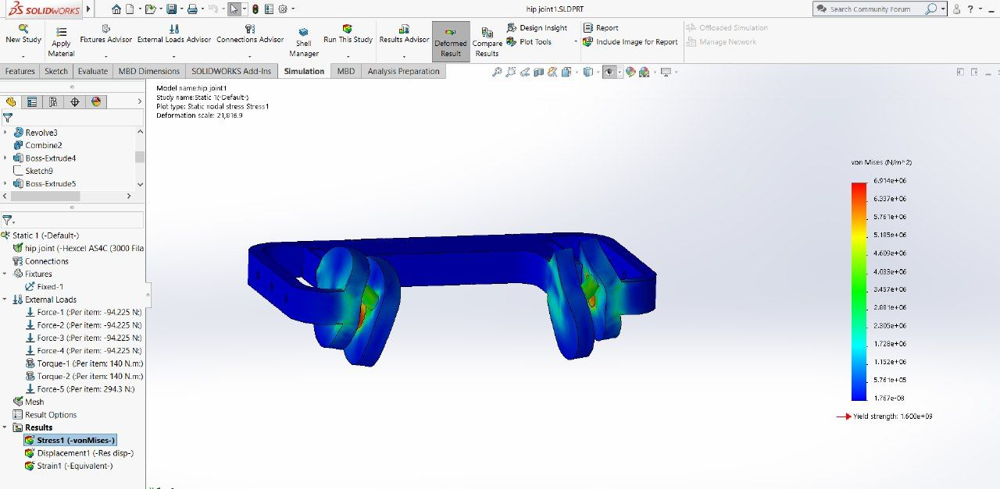 SOLIDWORKS
hip joint1.SLDPRT
Search Community Forum
?
New Study
Apply
Material
Fixtures Advisor
External Loads Advisor
Connections Advisor
Shell
Manager
Run This Study
Results Advisor
Deformed
Result
Compare
Results
Design Insight
Plot Tools
Report
Include Image for Report
Offloaded Simulation
Manage Network
Features
Sketch
Evaluate
MBD Dimensions
SOLIDWORKS Add-Ins
Simulation
MBD
Analysis Preparation
Revolve3
Combine2
Boss-Extrude4
Sketch9
Boss-Extrude5
Static 1 (-Default-)
hip joint (-Hexcel AS4C (3000 Fila
Connections
Fixtures
Fixed-1
External Loads
Force-1 (:Per item: -94.225 N:)
Force-2 (:Per item: -94.225 N:)
Force-3 (:Per item: -94.225 N:)
Force-4 (:Per item: -94.225 N:)
Torque-1 (:Per item: 140 N.m:)
Torque-2 (:Per item: 140 N.m:)
Force-5 (:Per item: 294.3 N:)
Mesh
Result Options
Results
Stress1 (-vonMises-)
Displacement1 (-Res disp-)
Strain1 (-Equivalent-)
Model name:hip joint1
Study name:Static 1(-Default-)
Plot type: Static nodal stress Stress1
Deformation scale: 21,816.9
von Mises (N/m^2)
6.914e+06
6.337e+06
5.761e+06
5.185e+06
4.609e+06
4.033e+06
3.457e+06
2.881e+06
2.305e+06
1.728e+06
1.152e+06
5.761e+05
1.767e-08
Yield strength: 1.600e+09